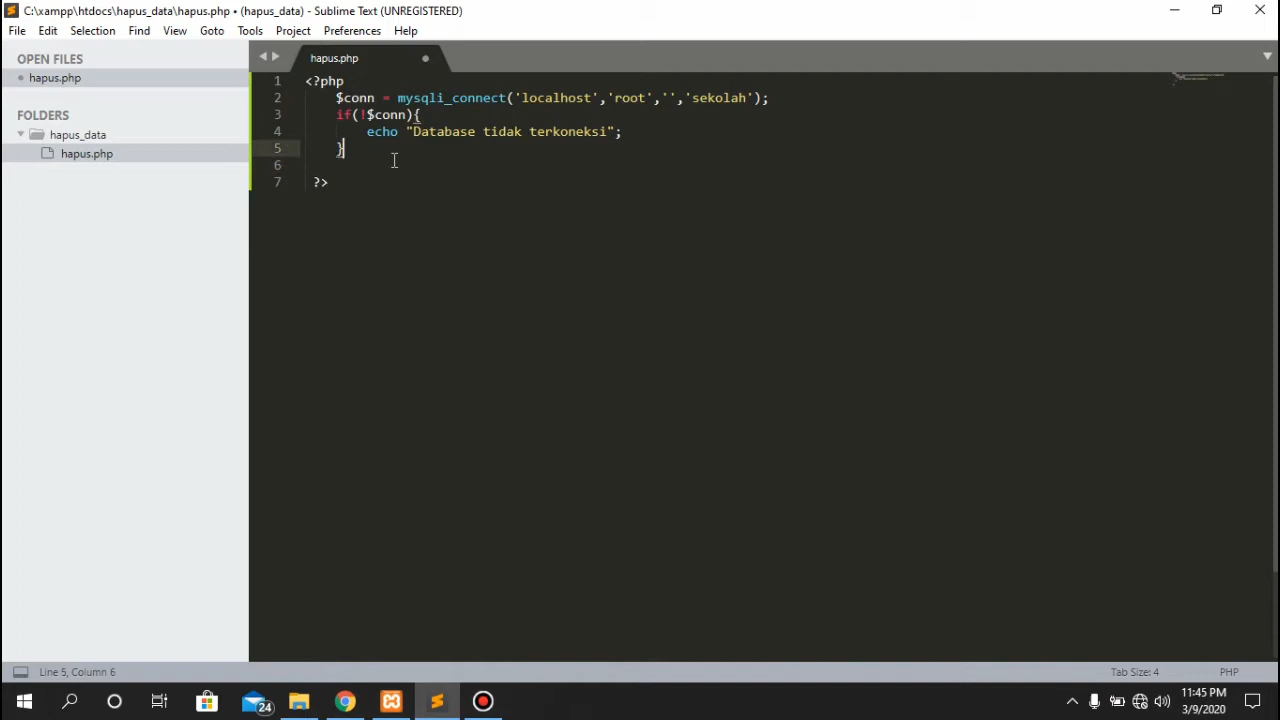 C:\xampp\htdocs\hapus_data\hapus.php • (hapus_data) - Sublime Text (UNREGISTERED)
File Edit Selection Find View Goto Tools Project Preferences Help
OPEN FILES
hapus.php
FOLDERS
hapus_data
hapus.php
hapus.php
1 <?php
2 $conn = mysqli_connect('localhost','root','','sekolah');
3 if(!$conn){
4 echo "Database tidak terkoneksi";
5 }
6
7 ?>
Line 5, Column 6
Tab Size: 4
PHP
24
11:45 PM
3/9/2020